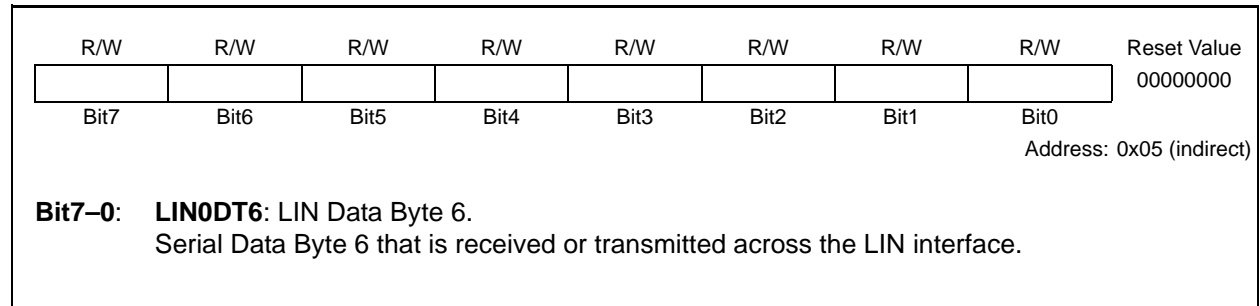 R/W R/W R/W R/W R/W R/W R/W R/W Reset Value
00000000
Bit7 Bit6 Bit5 Bit4 Bit3 Bit2 Bit1 Bit0
Address: 0x05 (indirect)
Bit7–0: LIN0DT6: LIN Data Byte 6.
Serial Data Byte 6 that is received or transmitted across the LIN interface.